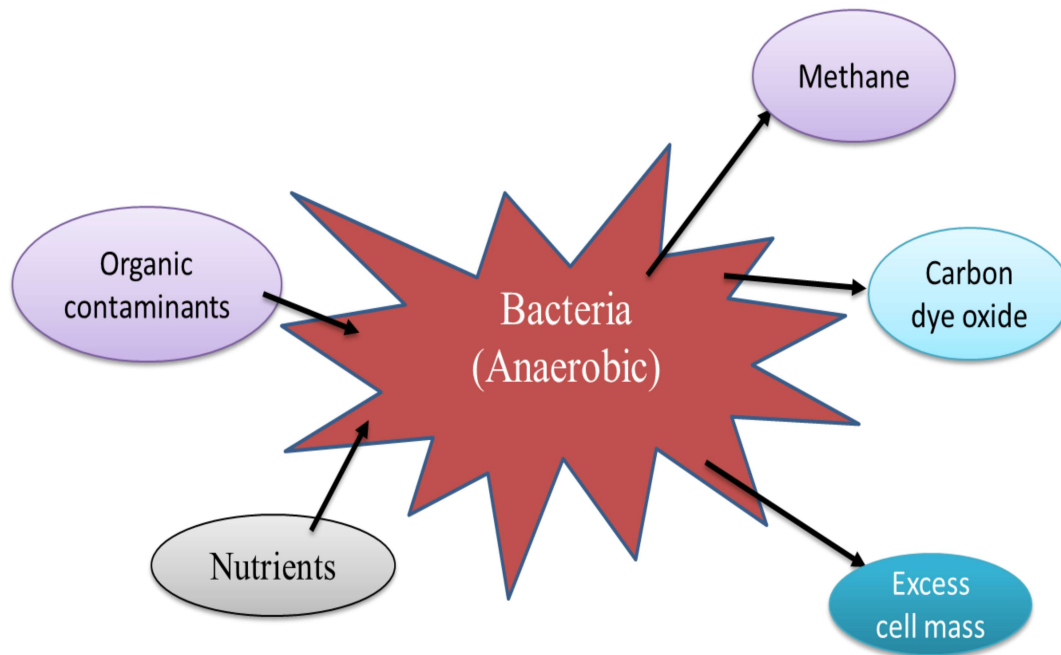 Methane
Organic
contaminants
Carbon
dye oxide
Bacteria
(Anaerobic)
Nutrients
Excess
cell mass